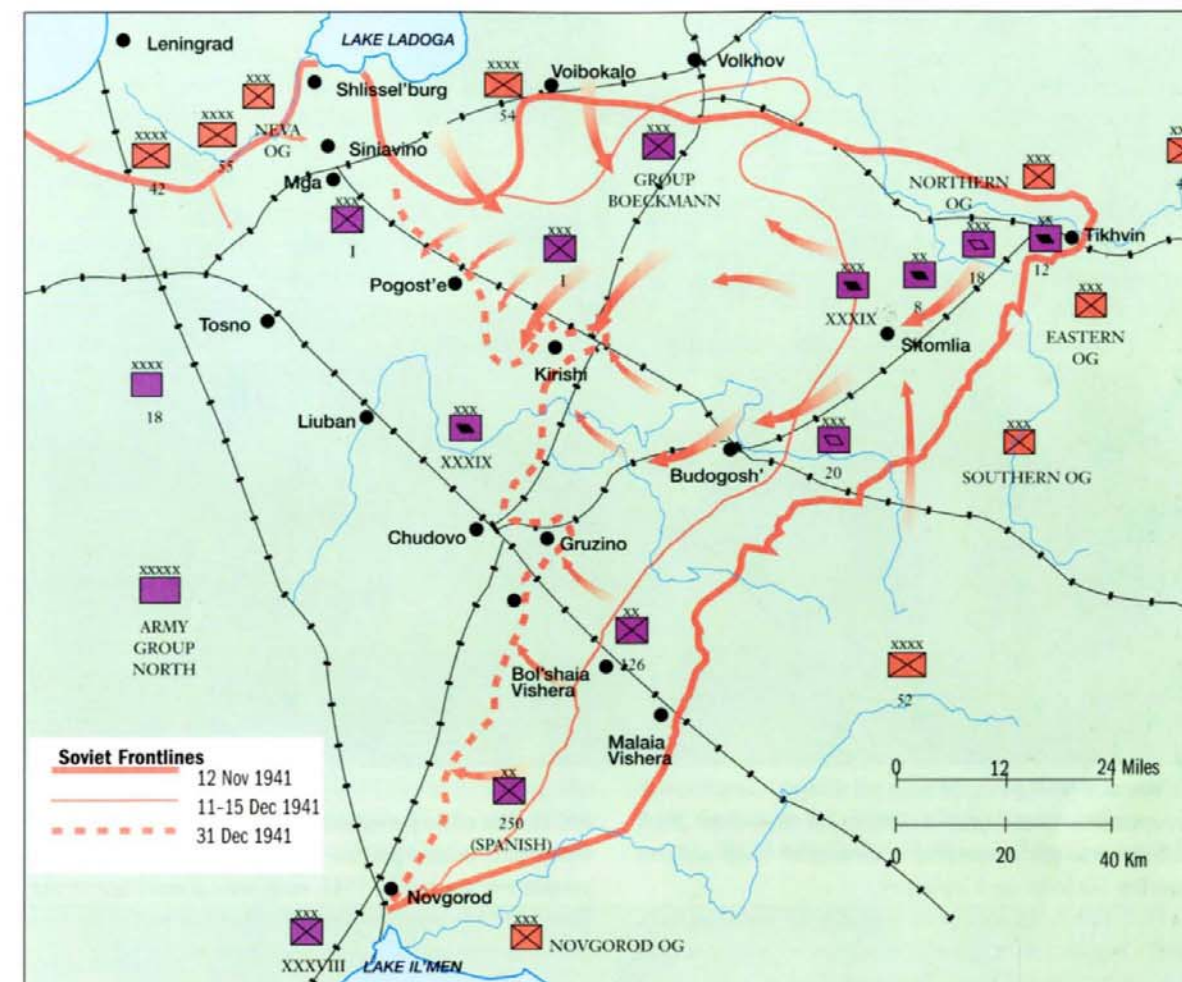 Leningrad
LAKE LADOGA
Volkhov
Voibokalo
XXXX
54
Shlissel'burg
XXX
NEVA
OG
XXXX
55
XXXX
42
Siniavino
Mga
XXX
GROUP
BOECKMANN
XXX
NORTHERN
OG
XXX
I
XXX
1
XXX
18
XX
12
Tikhvin
4
Pogost'e
XXX
XXXIX
XX
8
XXX
EASTERN
OG
Tosno
Sitomlia
Kirishi
XXXX
18
Liuban
XXX
XXXIX
Budogosh'
XXX
20
XXX
SOUTHERN OG
Chudovo
Gruzino
XXXXX
ARMY
GROUP
NORTH
XX
126
XXXX
52
Bol'shaia
Vishera
Malaia
Vishera
Soviet Frontlines
12 Nov 1941
11–15 Dec 1941
31 Dec 1941
0 12 24 Miles
0 20 40 Km
XX
250
(SPANISH)
Novgorod
XXX
XXXVIII
LAKE IL'MEN
XXX
NOVGOROD OG